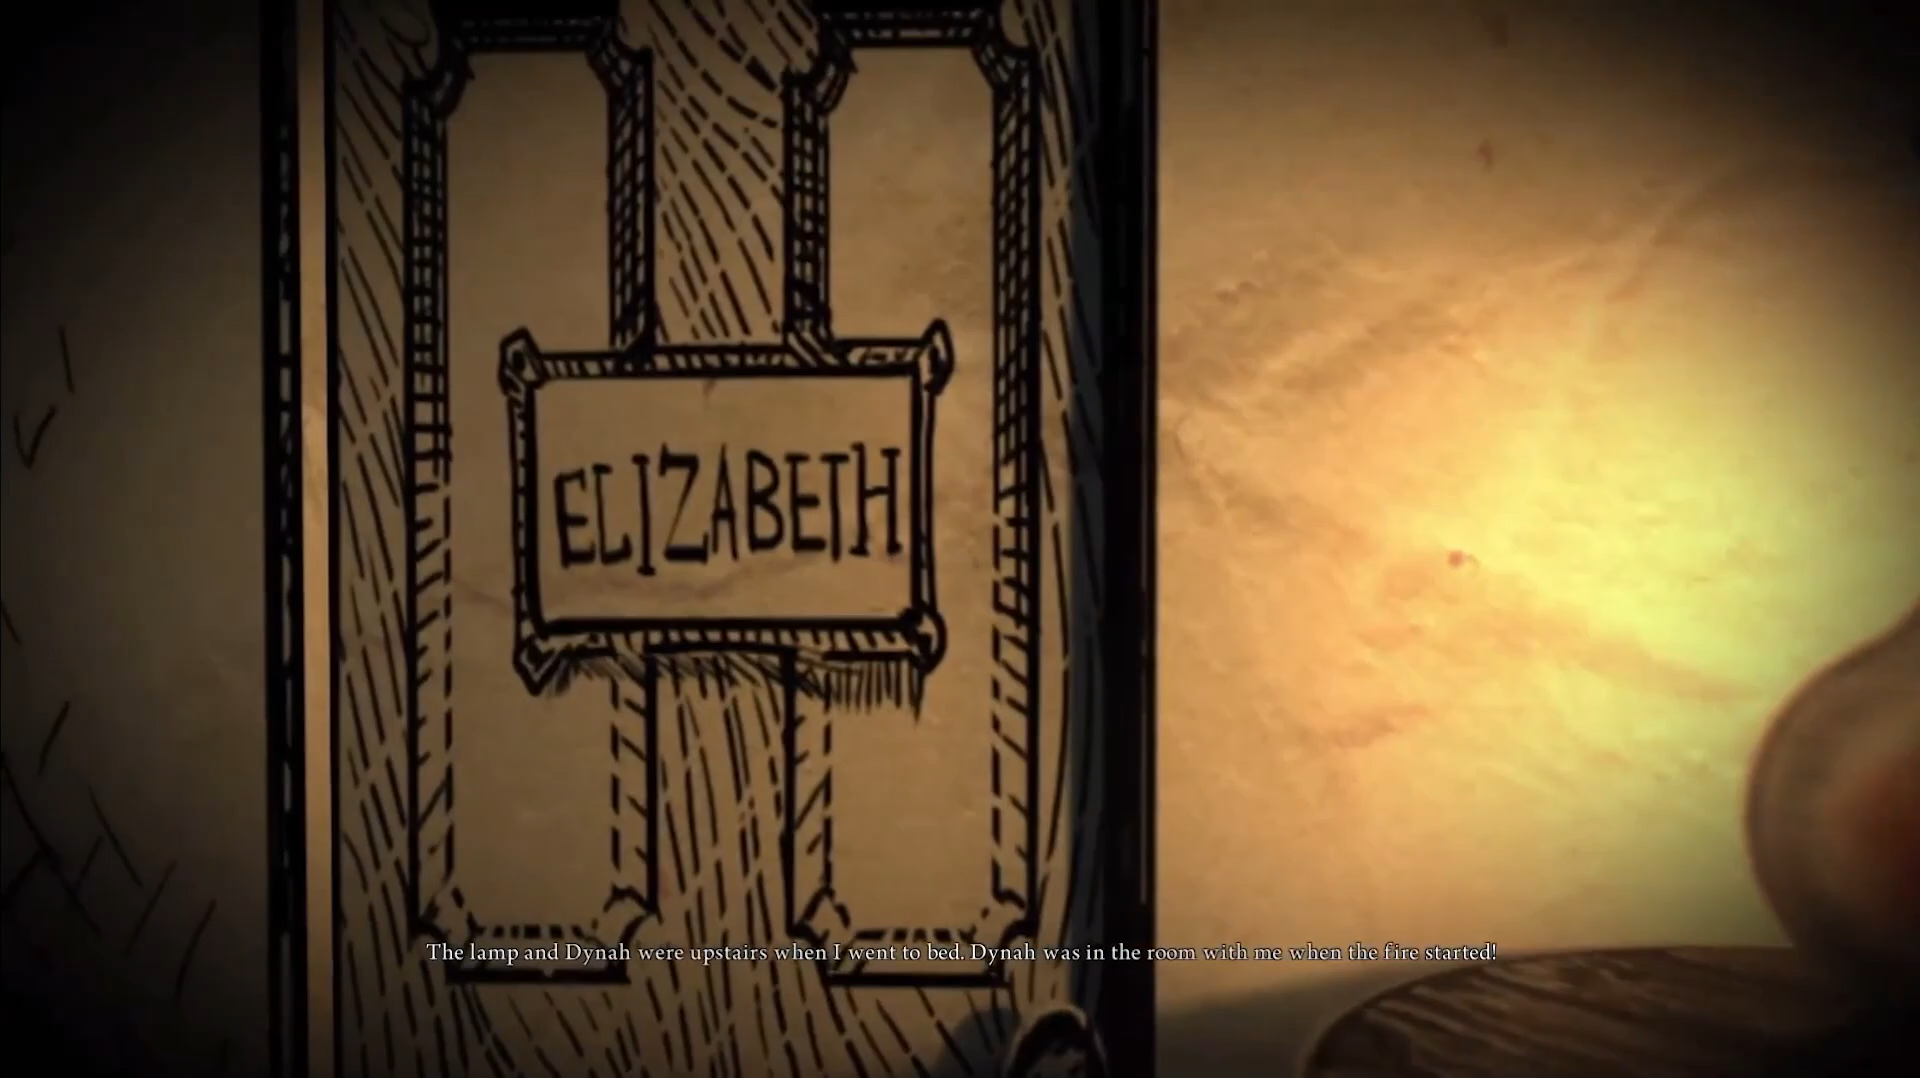 ELIZABETH
The lamp and Dynah were upstairs when I went to bed. Dynah was in the room with me when the fire started!